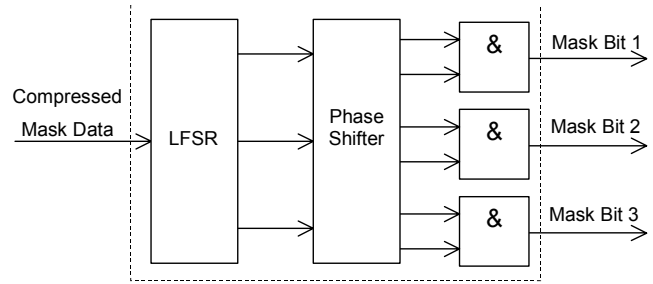 Compressed
Mask Data
LFSR
Phase
Shifter
&
Mask Bit 1
&
Mask Bit 2
&
Mask Bit 3